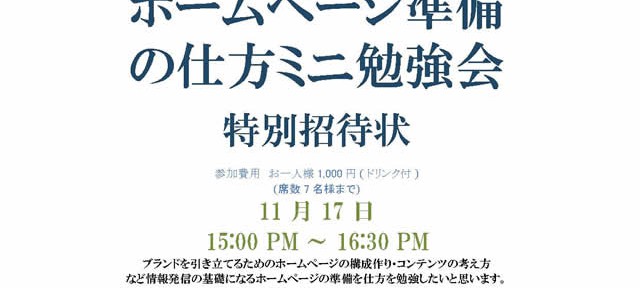 ホームページ準備
の仕方ミニ勉強会
特別招待状
参加費用 お一人様 1,000 円 ( ドリンク付 )
(席数 7 名様まで)
11 月 17 日
15:00 PM ～ 16:30 PM
ブランドを引き立てるためのホームページの構成作り・コンテンツの考え方
など情報発信の基礎になるホームページの準備を仕方を勉強したいと思います。